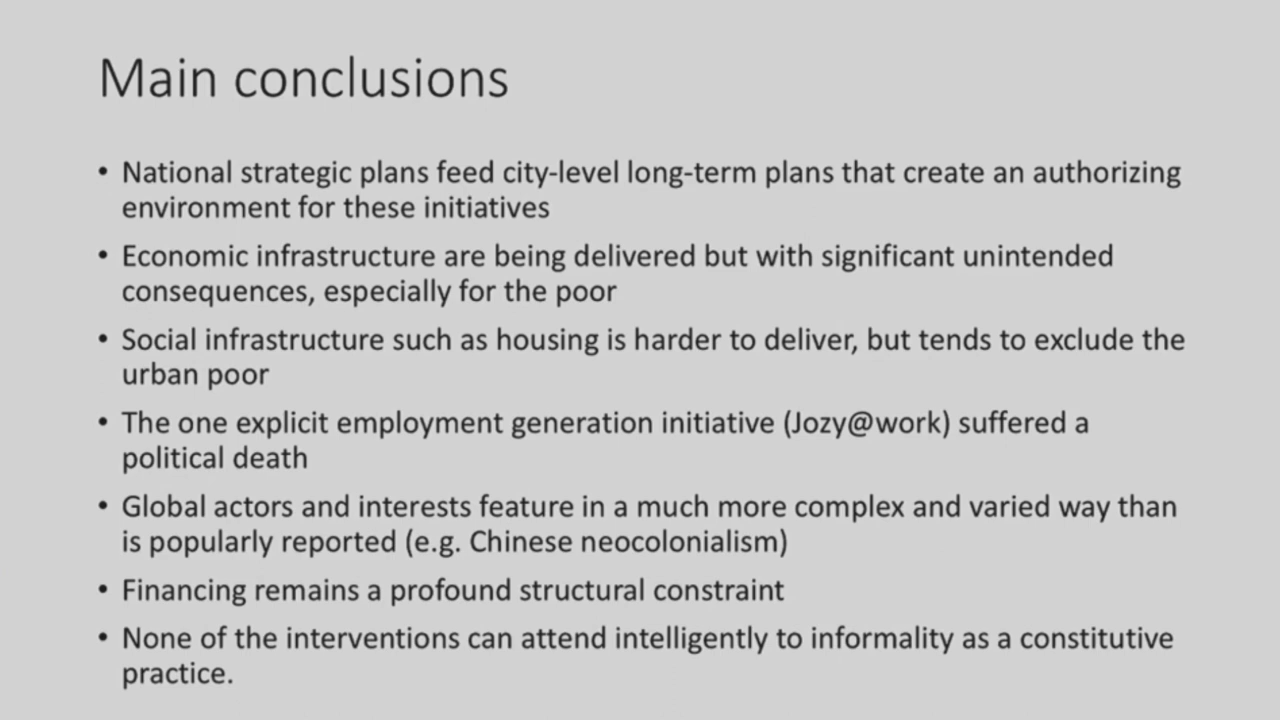 Main conclusions
• National strategic plans feed city-level long-term plans that create an authorizing
environment for these initiatives
• Economic infrastructure are being delivered but with significant unintended
consequences, especially for the poor
• Social infrastructure such as housing is harder to deliver, but tends to exclude the
urban poor
• The one explicit employment generation initiative (Jozy@work) suffered a
political death
• Global actors and interests feature in a much more complex and varied way than
is popularly reported (e.g. Chinese neocolonialism)
• Financing remains a profound structural constraint
• None of the interventions can attend intelligently to informality as a constitutive
practice.